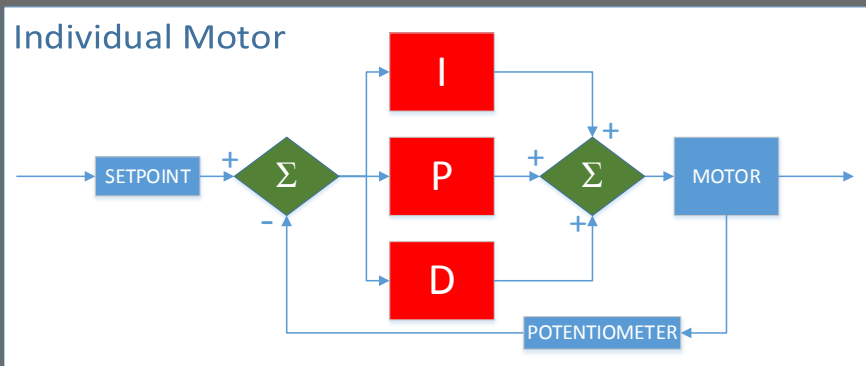 Individual Motor
I
+
+
+
SETPOINT
Σ
P
Σ
MOTOR
-
+
D
POTENTIOMETER